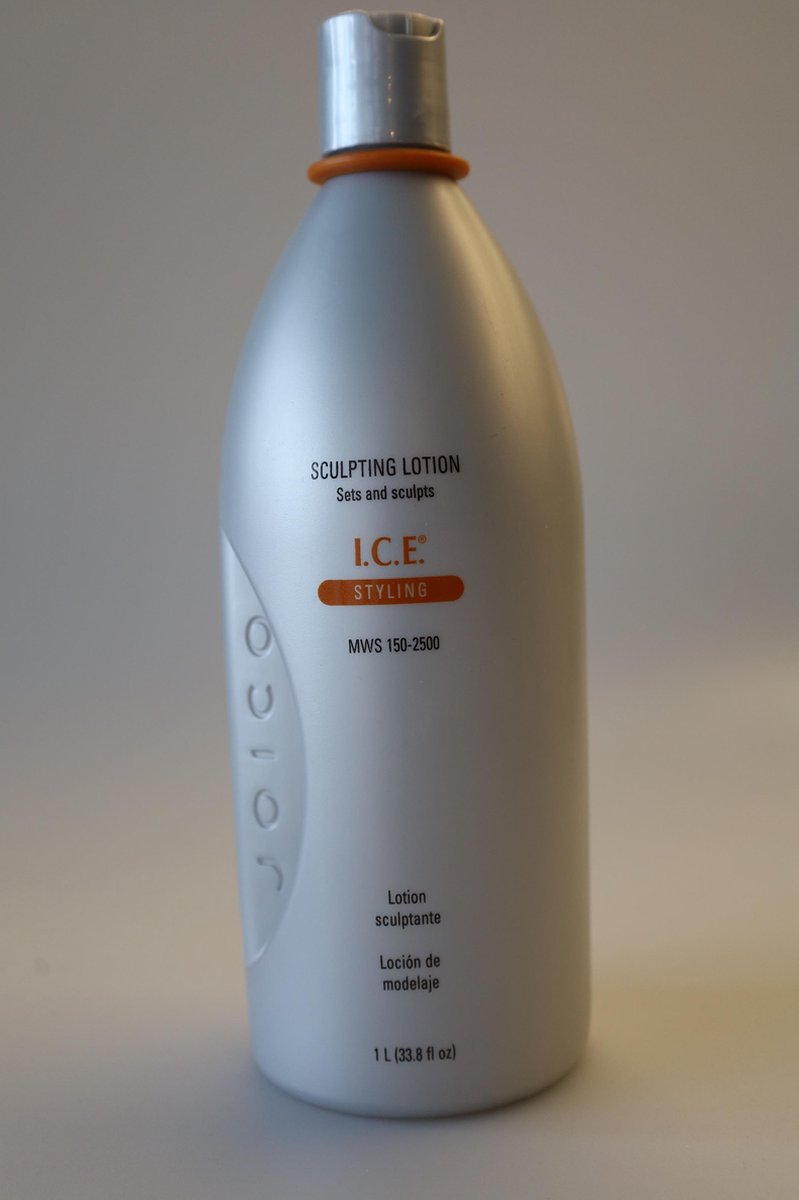 SCULPTING LOTION
Sets and sculpts
I.C.E.®
STYLING
MWS 150-2500
Lotion
sculptante
Loción de
modelaje
1 L (33.8 fl oz)